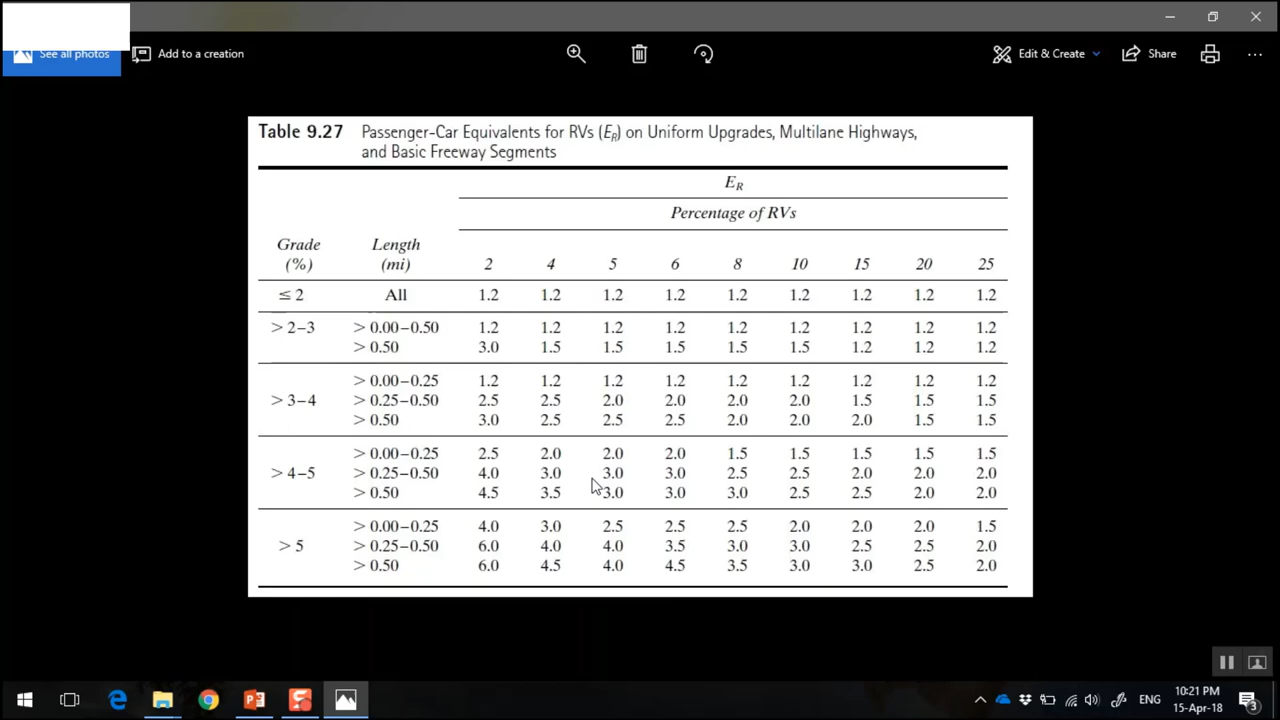 See all photos
Add to a creation
Edit & Create
Share
Table 9.27 Passenger-Car Equivalents for RVs (E_R) on Uniform Upgrades, Multilane Highways,
and Basic Freeway Segments
E_R
Percentage of RVs
Grade Length
(%) (mi) 2 4 5 6 8 10 15 20 25
≤ 2 All 1.2 1.2 1.2 1.2 1.2 1.2 1.2 1.2 1.2
> 2–3 > 0.00–0.50 1.2 1.2 1.2 1.2 1.2 1.2 1.2 1.2 1.2
> 0.50 3.0 1.5 1.5 1.5 1.5 1.5 1.2 1.2 1.2
> 0.00–0.25 1.2 1.2 1.2 1.2 1.2 1.2 1.2 1.2 1.2
> 3–4 > 0.25–0.50 2.5 2.5 2.0 2.0 2.0 2.0 1.5 1.5 1.5
> 0.50 3.0 2.5 2.5 2.5 2.0 2.0 2.0 1.5 1.5
> 0.00–0.25 2.5 2.0 2.0 2.0 1.5 1.5 1.5 1.5 1.5
> 4–5 > 0.25–0.50 4.0 3.0 3.0 3.0 2.5 2.5 2.0 2.0 2.0
> 0.50 4.5 3.5 3.0 3.0 3.0 2.5 2.5 2.0 2.0
> 0.00–0.25 4.0 3.0 2.5 2.5 2.5 2.0 2.0 2.0 1.5
> 5 > 0.25–0.50 6.0 4.0 4.0 3.5 3.0 3.0 2.5 2.5 2.0
> 0.50 6.0 4.5 4.0 4.5 3.5 3.0 3.0 2.5 2.0
ENG
10:21 PM
15-Apr-18
3